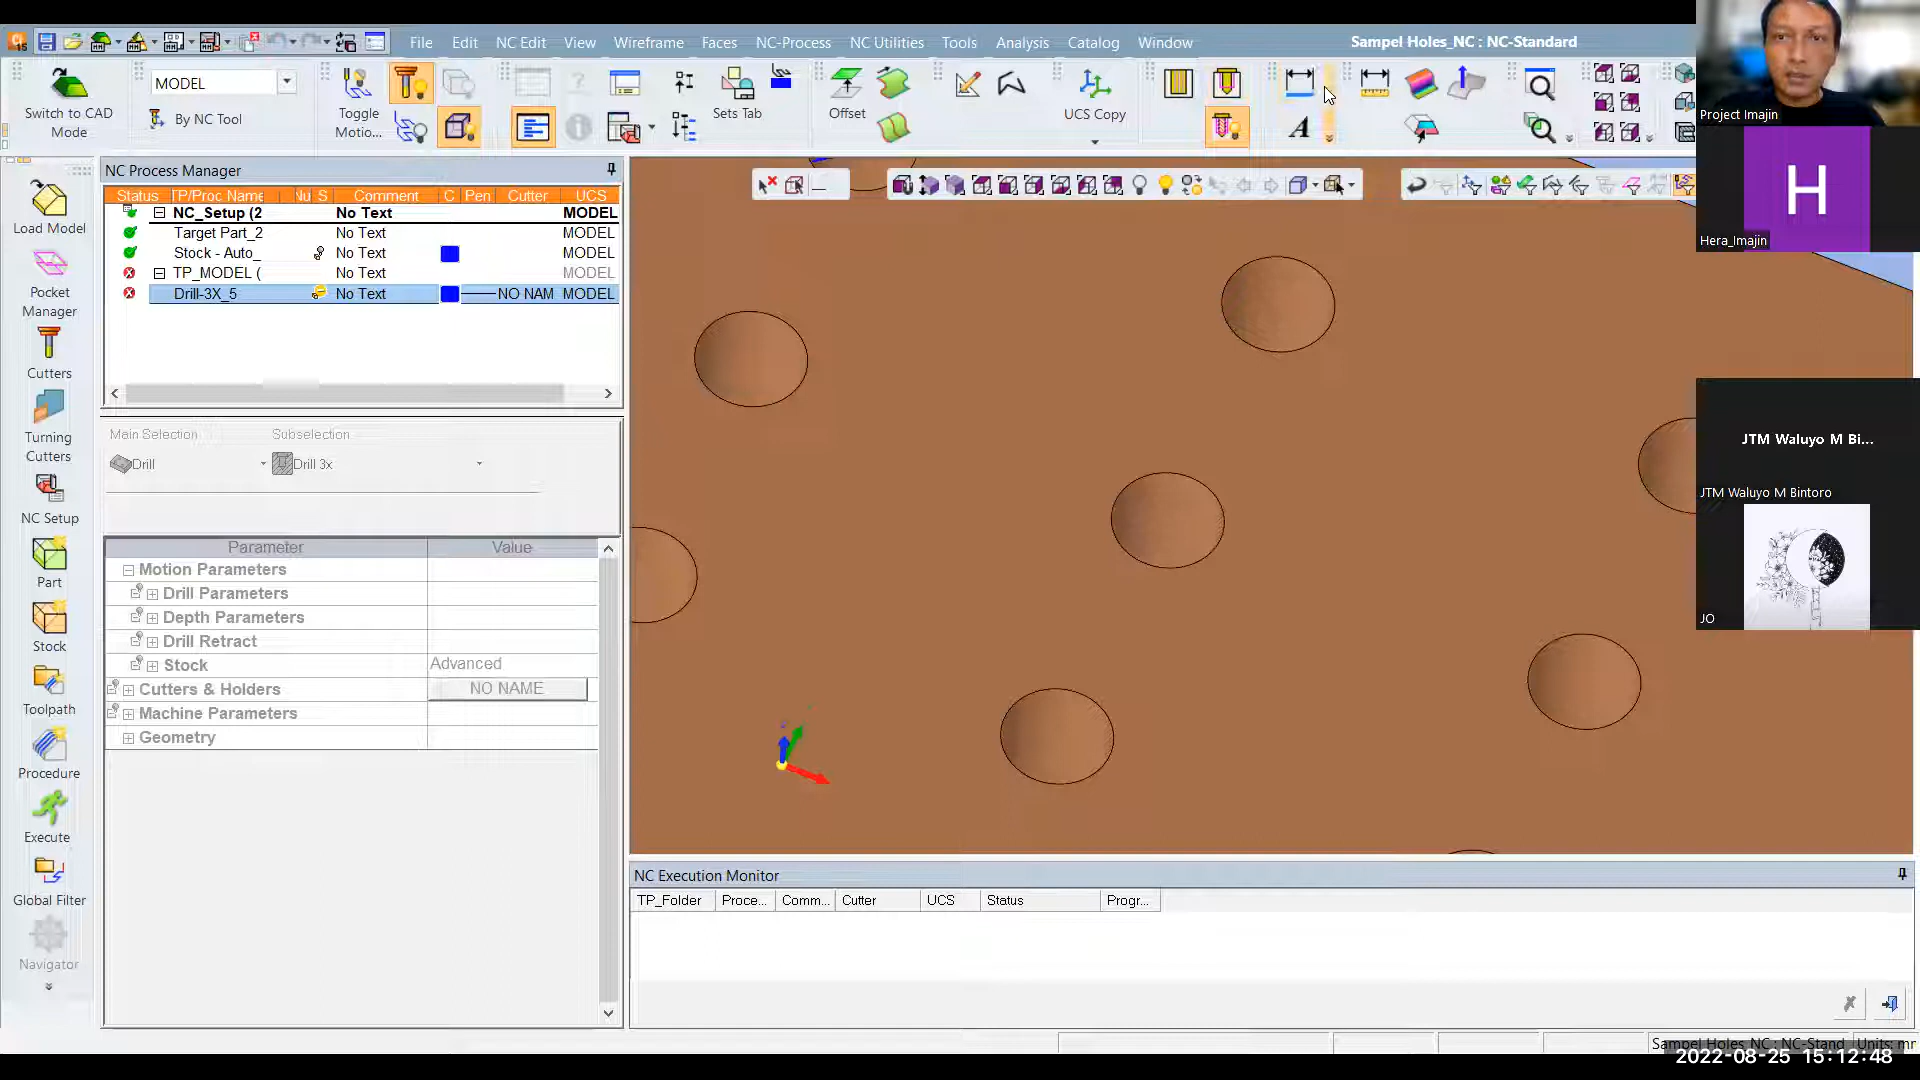 File Edit NC Edit View Wireframe Faces NC-Process NC Utilities Tools Analysis Catalog Window Sampel Holes_NC : NC-Standard
Switch to CAD
Mode
MODEL
By NC Tool
Toggle
Motio...
Sets Tab
Offset
UCS Copy
A
Load Model
Pocket
Manager
Cutters
Turning
Cutters
NC Setup
Part
Stock
Toolpath
Procedure
Execute
Global Filter
Navigator
NC Process Manager
Status TP/Proc Name Nu S Comment C Pen Cutter UCS
NC_Setup (2 No Text MODEL
Target Part_2 No Text MODEL
Stock - Auto_ No Text MODEL
TP_MODEL ( No Text MODEL
Drill-3X_5 No Text NO NAM MODEL
Main Selection Subselection
Drill Drill 3x
Parameter Value
Motion Parameters
Drill Parameters
Depth Parameters
Drill Retract
Stock Advanced
Cutters & Holders NO NAME
Machine Parameters
Geometry
NC Execution Monitor
TP_Folder Proce... Comm... Cutter UCS Status Progr...
Project Imajin
H
Hera_Imajin
JTM Waluyo M Bi...
JTM Waluyo M Bintoro
JO
Sampel Holes_NC : NC-Stand Units: mm
2022-08-25 15:12:48